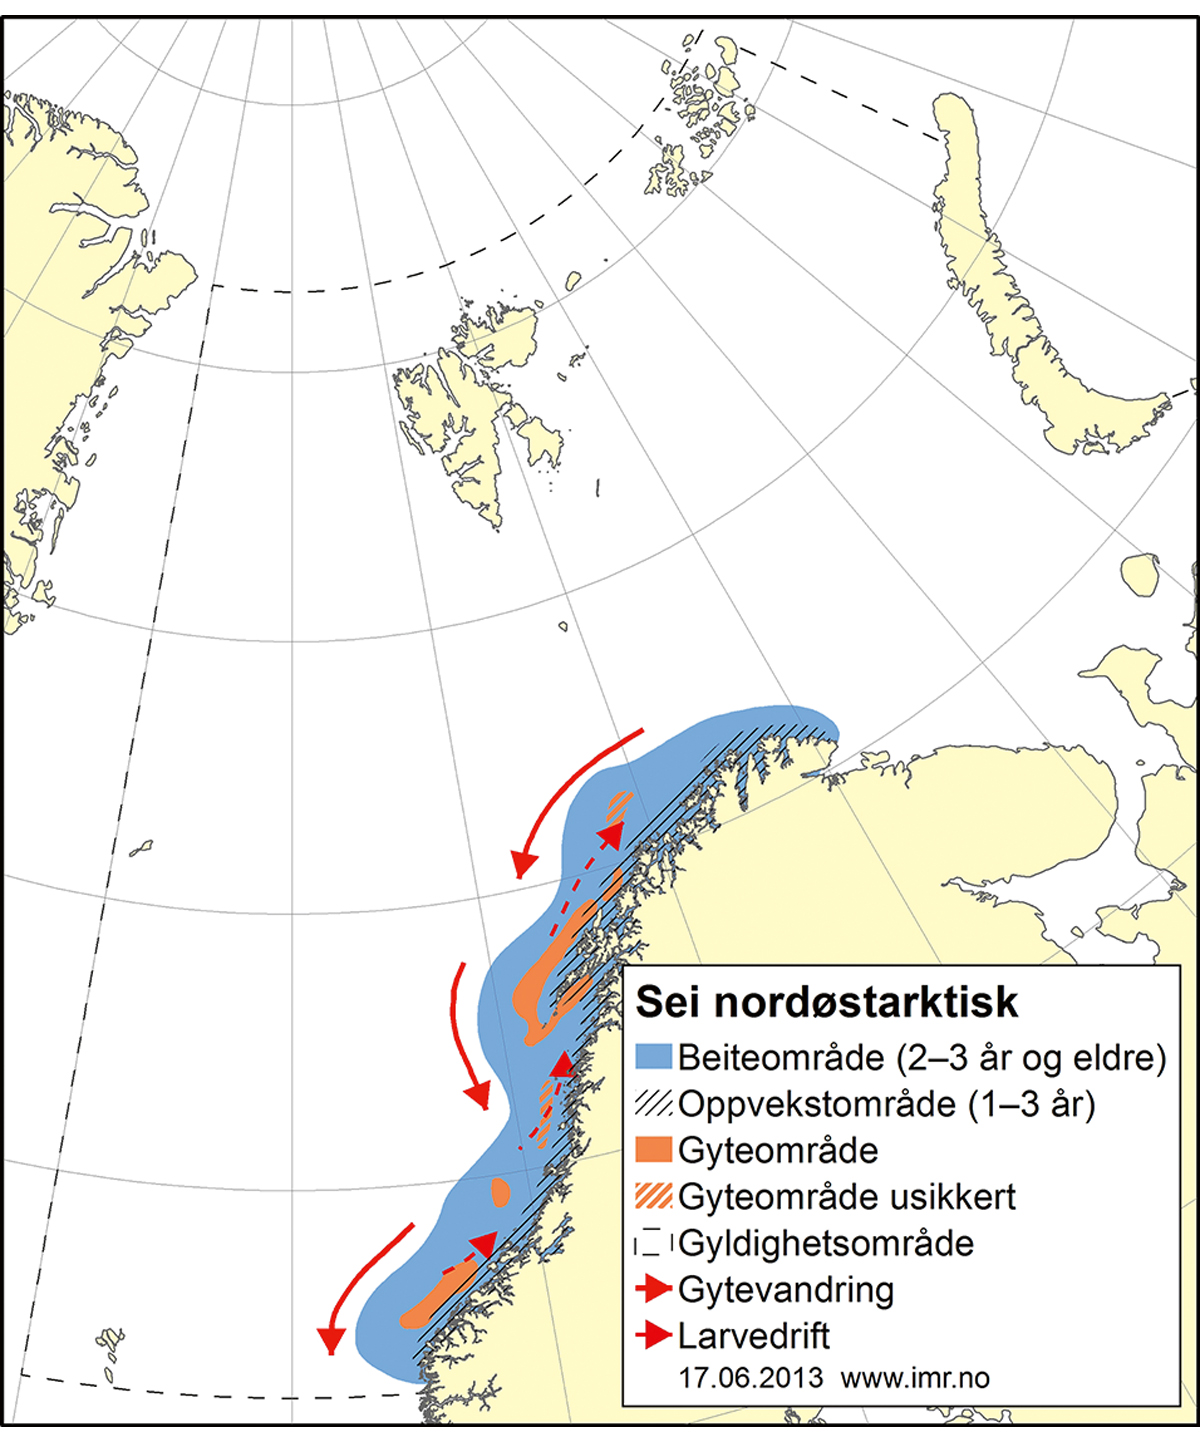 Sei nordøstarktisk
Beiteområde (2–3 år og eldre)
Oppvekstområde (1–3 år)
Gyteområde
Gyteområde usikkert
Gyldighetsområde
Gytevandring
Larvedrift
17.06.2013 www.imr.no